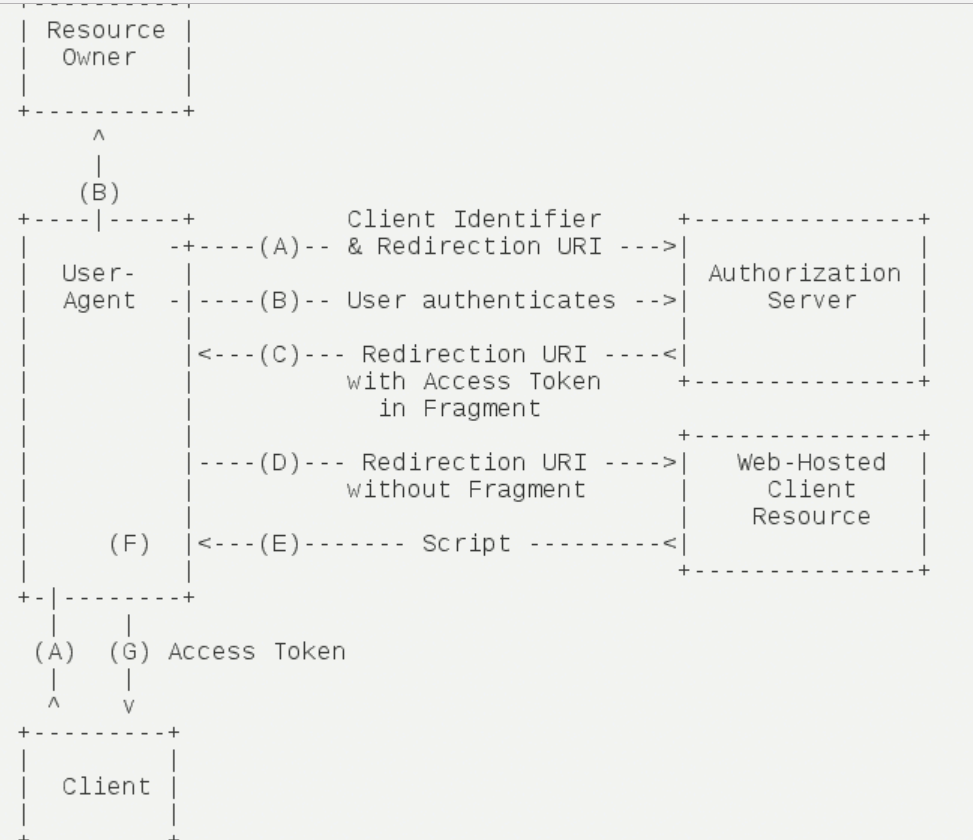 Resource
Owner
(B)
Client Identifier
(A) & Redirection URI
User-
Agent
Authorization
Server
(B) User authenticates
(C) Redirection URI
with Access Token
in Fragment
(D) Redirection URI
without Fragment
Web-Hosted
Client
Resource
(F)
(E) Script
(A) (G) Access Token
Client